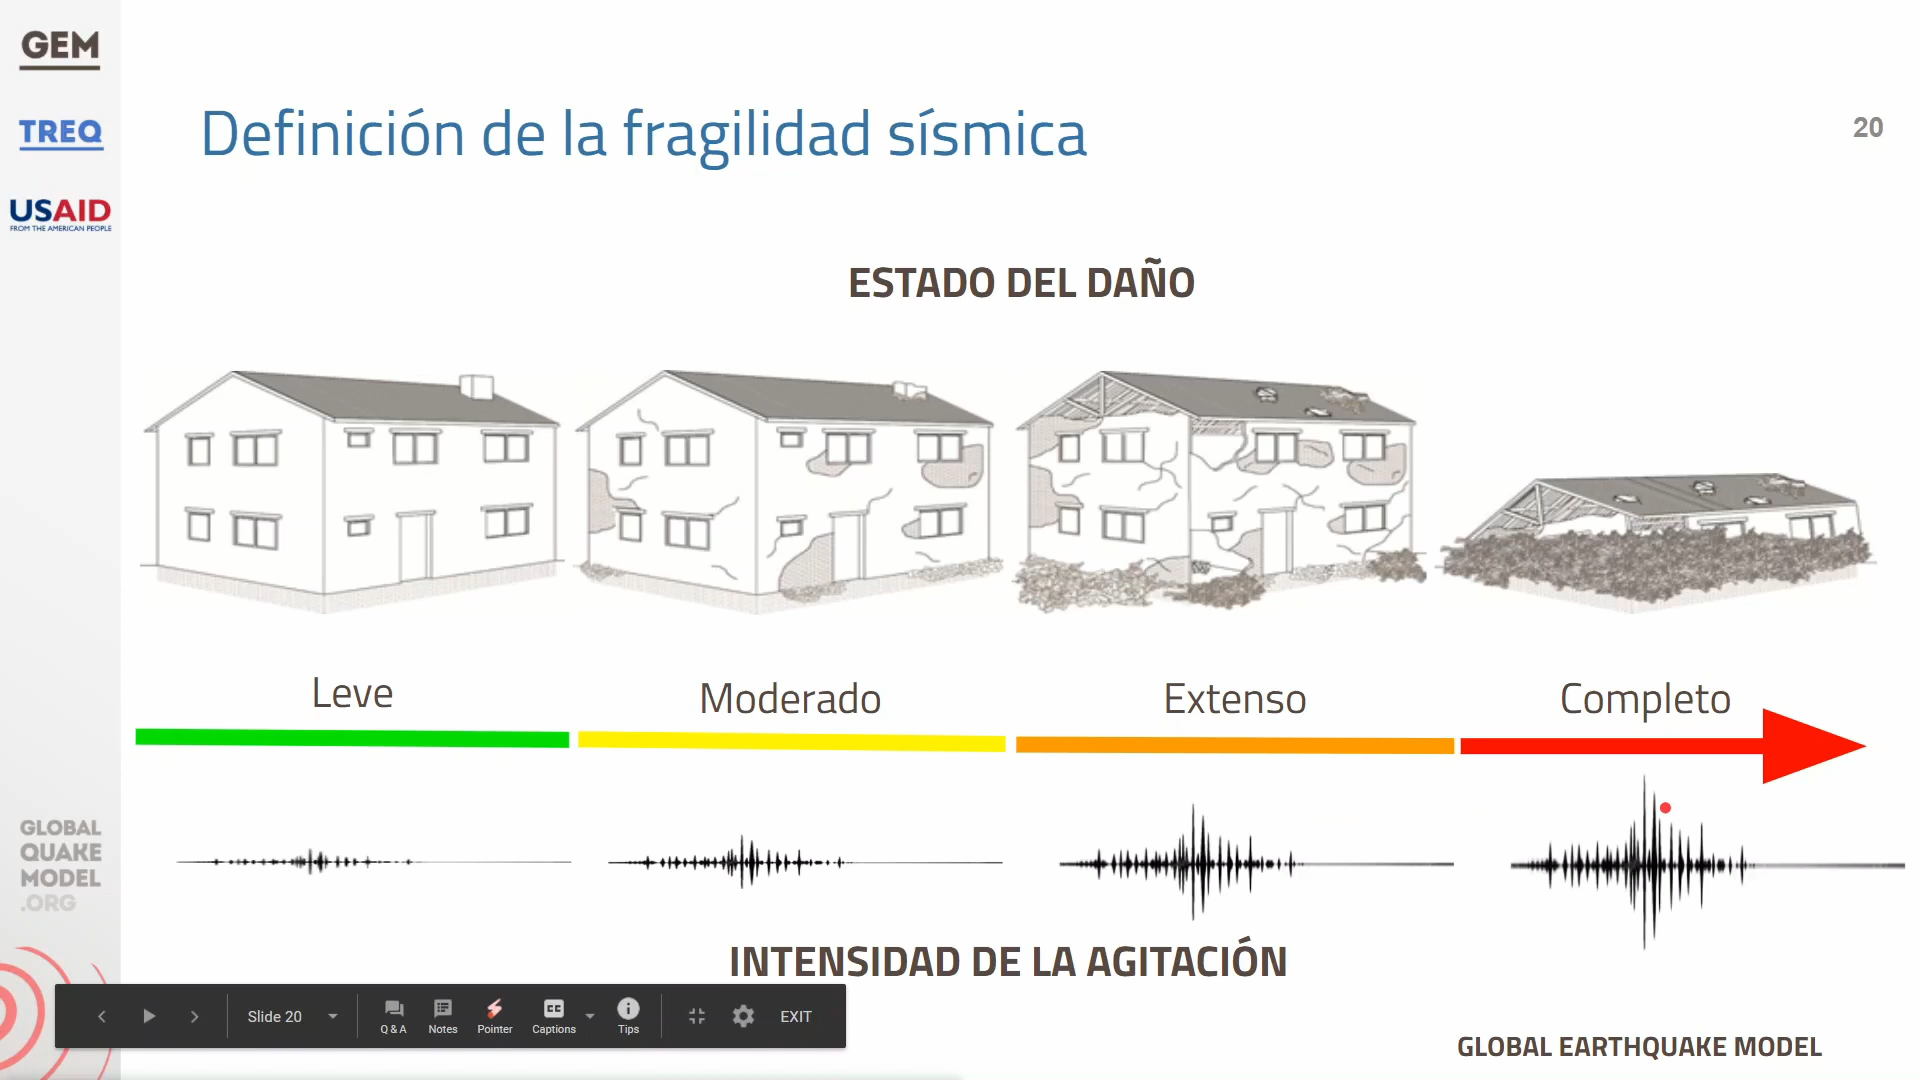 GEM
TREQ
USAID
FROM THE AMERICAN PEOPLE
Definición de la fragilidad sísmica
20
ESTADO DEL DAÑO
Leve
Moderado
Extenso
Completo
INTENSIDAD DE LA AGITACIÓN
GLOBAL
QUAKE
MODEL
.ORG
Slide 20
Q & A
Notes
Pointer
CC
Captions
Tips
EXIT
GLOBAL EARTHQUAKE MODEL